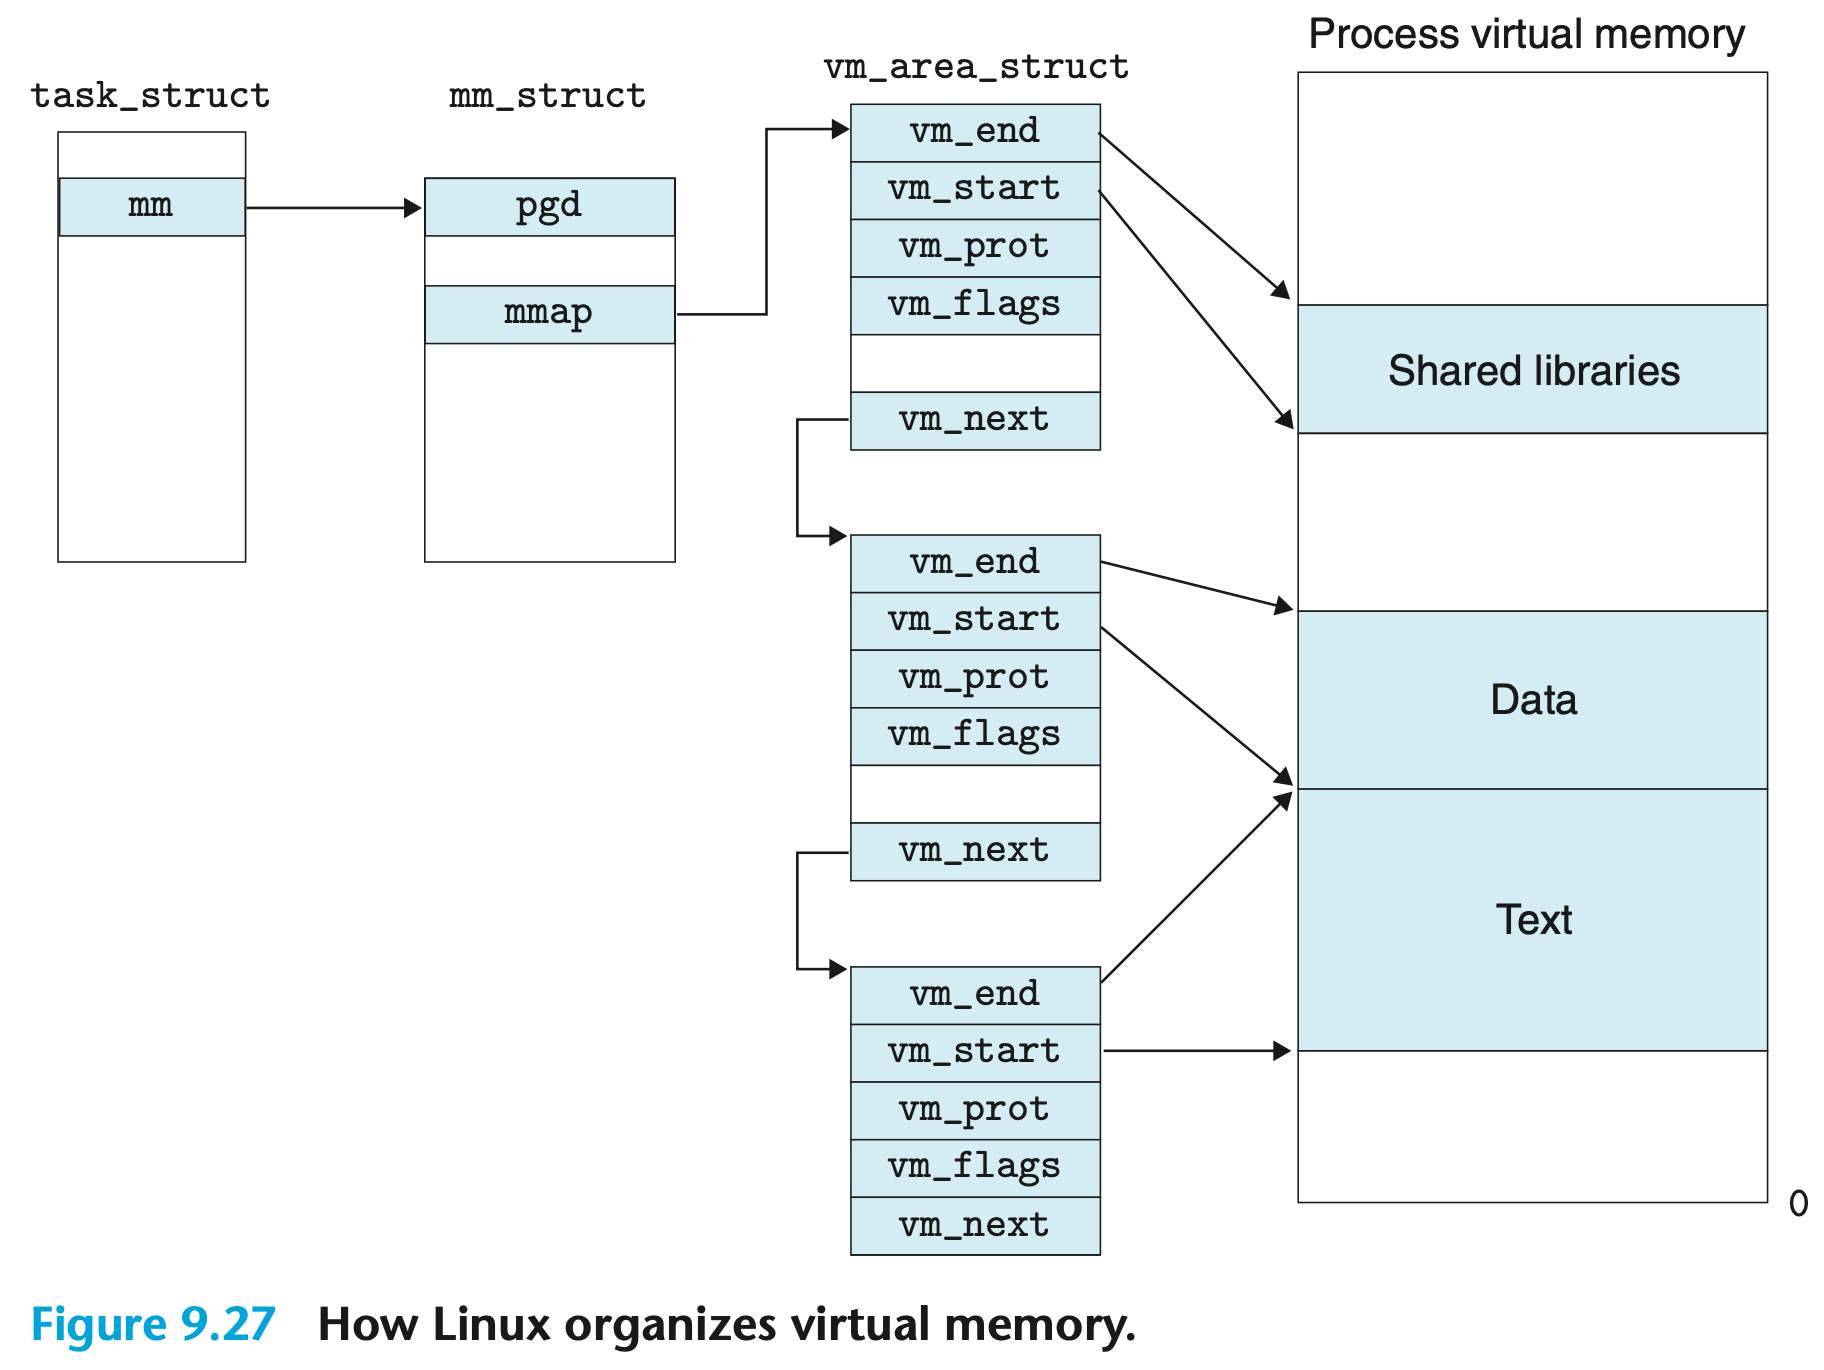 Process virtual memory
vm_area_struct
task_struct
mm_struct
mm
pgd
mmap
vm_end
vm_start
vm_prot
vm_flags
vm_next
vm_end
vm_start
vm_prot
vm_flags
vm_next
vm_end
vm_start
vm_prot
vm_flags
vm_next
Shared libraries
Data
Text
0
Figure 9.27 How Linux organizes virtual memory.